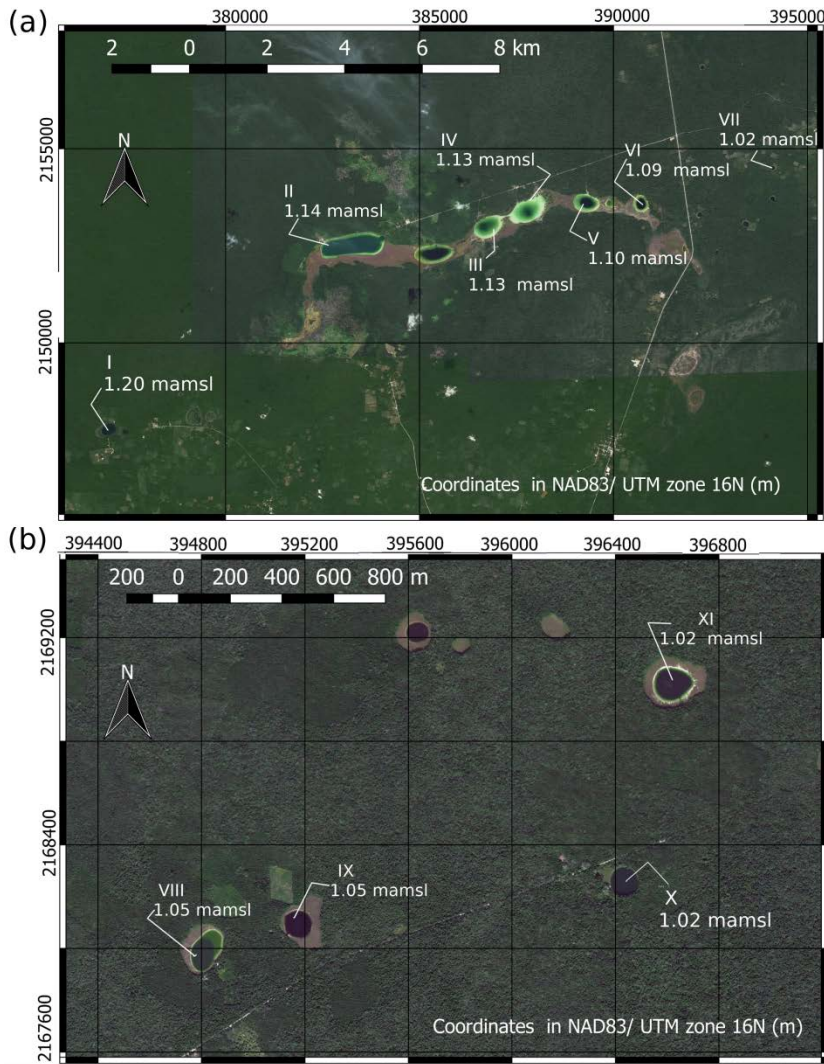 (a)
380000 385000 390000 395000
2 0 2 4 6 8 km
2155000
2150000
N
IV
1.13 mamsl
VII
1.02 mamsl
VI
1.09 mamsl
II
1.14 mamsl
V
1.10 mamsl
III
1.13 mamsl
I
1.20 mamsl
Coordinates in NAD83/ UTM zone 16N (m)
(b)
394400 394800 395200 395600 396000 396400 396800
200 0 200 400 600 800 m
2169200
2168400
2167600
N
XI
1.02 mamsl
IX
1.05 mamsl
VIII
1.05 mamsl
X
1.02 mamsl
Coordinates in NAD83/ UTM zone 16N (m)